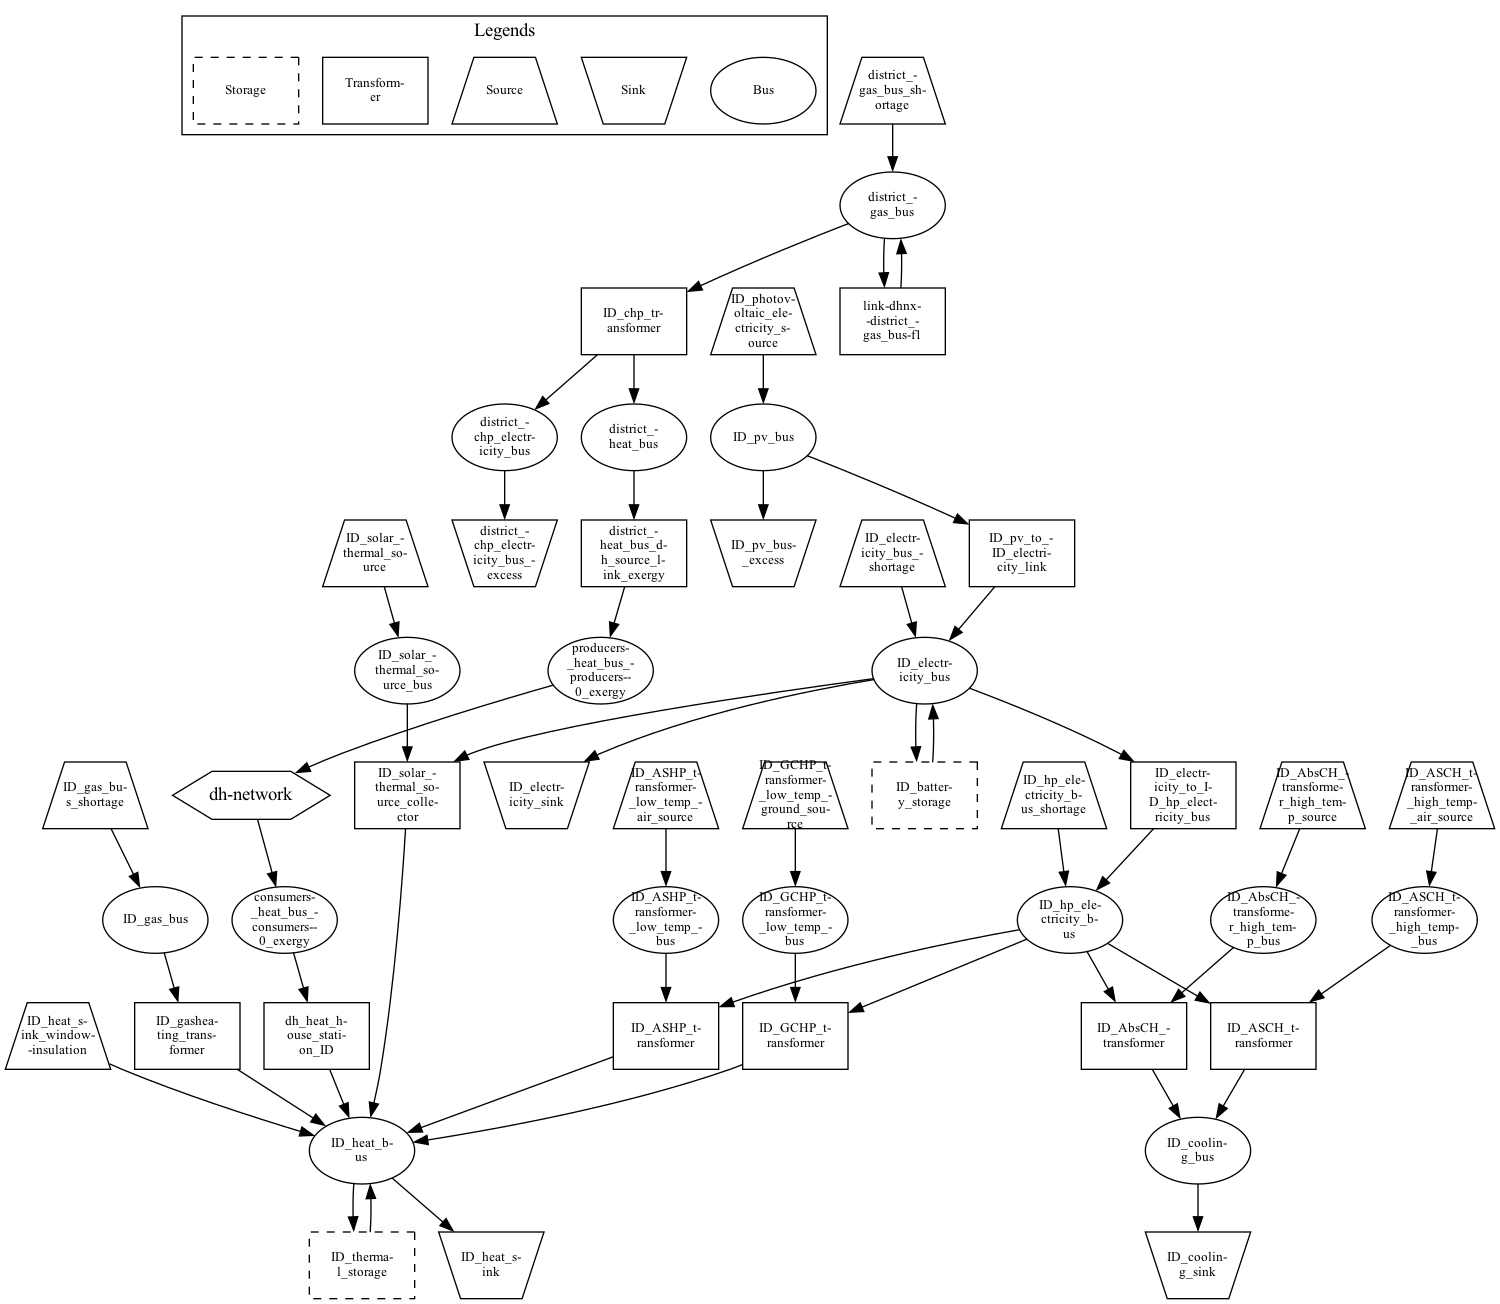 Legends
Storage
Transform-
er
Source
Sink
Bus
district_-
gas_bus_sh-
ortage
district_-
gas_bus
ID_chp_tr-
ansformer
ID_photov-
oltaic_ele-
ctricity_s-
ource
link-dhnx-
-district_-
gas_bus-f1
district_-
chp_electr-
icity_bus
district_-
heat_bus
ID_pv_bus
ID_solar_-
thermal_so-
urce
district_-
chp_electr-
icity_bus_-
excess
district_-
heat_bus_d-
h_source_l-
ink_exergy
ID_pv_bus-
_excess
ID_electr-
icity_bus_-
shortage
ID_pv_to_-
ID_electri-
city_link
ID_solar_-
thermal_so-
urce_bus
producers-
_heat_bus_-
producers--
0_exergy
ID_electr-
icity_bus
ID_gas_bu-
s_shortage
dh-network
ID_solar_-
thermal_so-
urce_colle-
ctor
ID_electr-
icity_sink
ID_ASHP_t-
ransformer-
_low_temp_-
air_source
ID_GCHP_t-
ransformer-
_low_temp_-
ground_sou-
rce
ID_batter-
y_storage
ID_hp_ele-
ctricity_b-
us_shortage
ID_electr-
icity_to_I-
D_hp_elect-
ricity_bus
ID_AbsCH_-
transforme-
r_high_tem-
p_source
ID_ASCH_t-
ransformer-
_high_temp-
_air_source
ID_gas_bus
consumers-
_heat_bus_-
consumers--
0_exergy
ID_ASHP_t-
ransformer-
_low_temp_-
bus
ID_GCHP_t-
ransformer-
_low_temp_-
bus
ID_hp_ele-
ctricity_b-
us
ID_AbsCH_-
transforme-
r_high_tem-
p_bus
ID_ASCH_t-
ransformer-
_high_temp-
_bus
ID_heat_s-
ink_window-
-insulation
ID_gashea-
ting_trans-
former
dh_heat_h-
ouse_stati-
on_ID
ID_ASHP_t-
ransformer
ID_GCHP_t-
ransformer
ID_AbsCH_-
transformer
ID_ASCH_t-
ransformer
ID_heat_b-
us
ID_coolin-
g_bus
ID_therma-
l_storage
ID_heat_s-
ink
ID_coolin-
g_sink